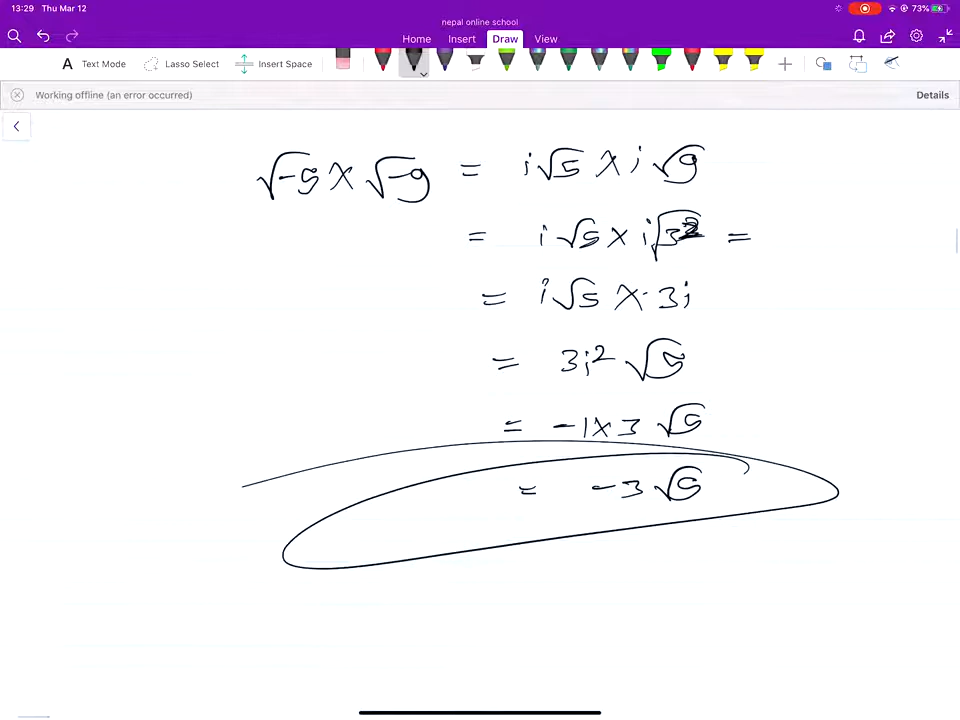 13:29 Thu Mar 12
73%
nepal online school
Home Insert Draw View
A Text Mode Lasso Select Insert Space
Working offline (an error occurred) Details
√-5 × √-9 = i√5 × i√9
= i√5 × i√3² =
= i√5 × 3i
= 3i² √5
= -1×3 √5
= -3 √5